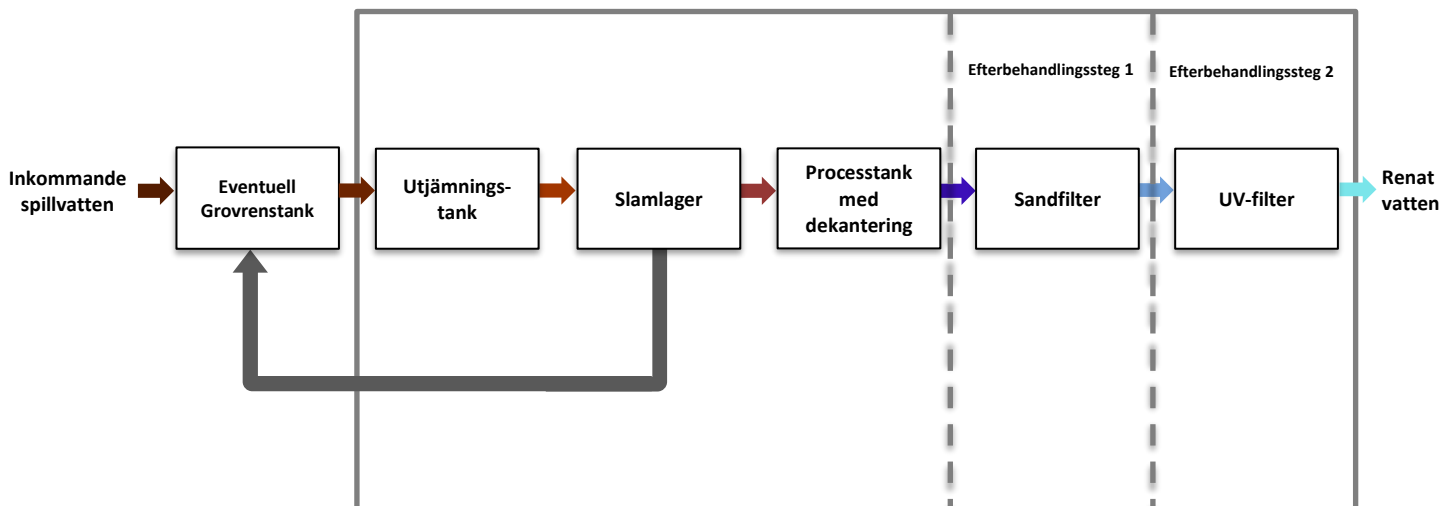 Efterbehandlingssteg 1
Efterbehandlingssteg 2
Inkommande
spillvatten
Eventuell
Grovrenstank
Utjämnings-
tank
Slamlager
Processtank
med
dekantering
Sandfilter
UV-filter
Renat
vatten